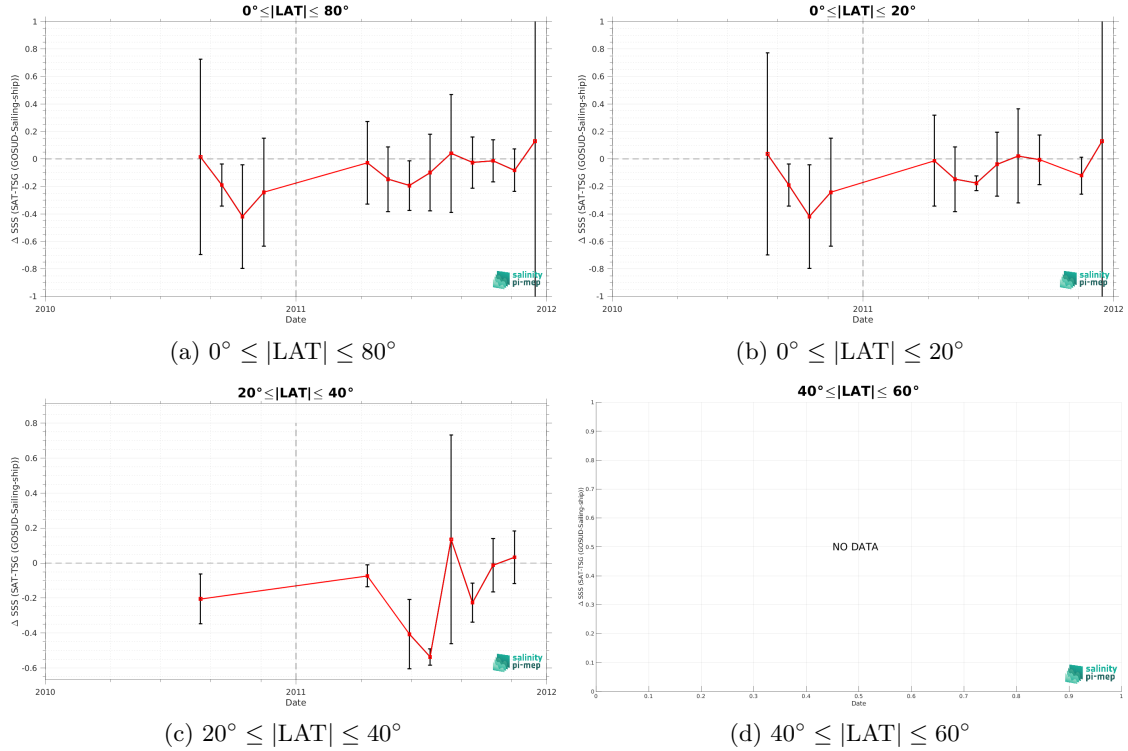 0°≤|LAT|≤ 80°
Δ SSS (SAT-TSG (GOSUD-Sailing-ship))
1
0.8
0.6
0.4
0.2
0
-0.2
-0.4
-0.6
-0.8
-1
2010
2011
2012
Date
salinity
pi-mep
(a) 0° ≤ |LAT| ≤ 80°
0°≤|LAT|≤ 20°
Δ SSS (SAT-TSG (GOSUD-Sailing-ship))
1
0.8
0.6
0.4
0.2
0
-0.2
-0.4
-0.6
-0.8
-1
2010
2011
2012
Date
salinity
pi-mep
(b) 0° ≤ |LAT| ≤ 20°
20°≤|LAT|≤ 40°
Δ SSS (SAT-TSG (GOSUD-Sailing-ship))
0.8
0.6
0.4
0.2
0
-0.2
-0.4
-0.6
2010
2011
2012
Date
salinity
pi-mep
(c) 20° ≤ |LAT| ≤ 40°
40°≤|LAT|≤ 60°
Δ SSS (SAT-TSG (GOSUD-Sailing-ship))
1
0.9
0.8
0.7
0.6
0.5
0.4
0.3
0.2
0.1
0
NO DATA
0 0.1 0.2 0.3 0.4 0.5 0.6 0.7 0.8 0.9 1
Date
salinity
pi-mep
(d) 40° ≤ |LAT| ≤ 60°